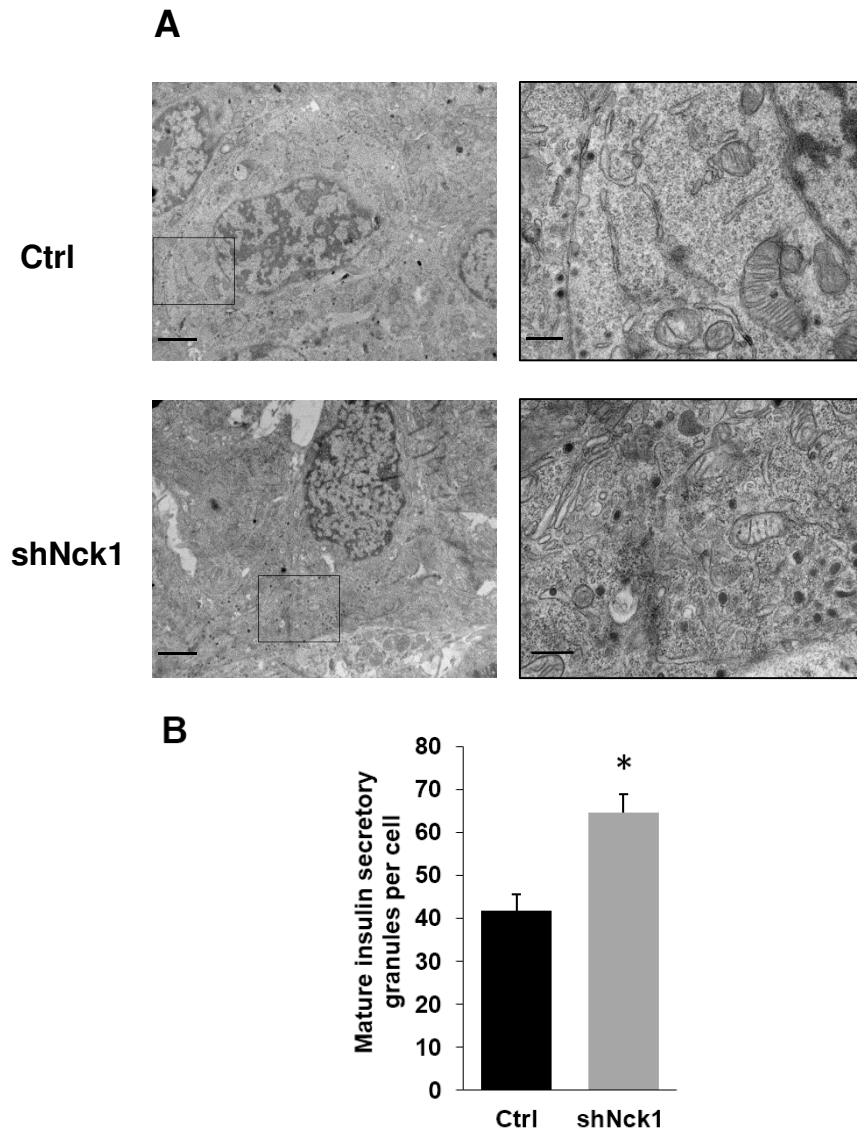 A
Ctrl
shNck1
B
Mature insulin secretory
granules per cell
80
70
60
50
40
30
20
10
0
*
Ctrl
shNck1